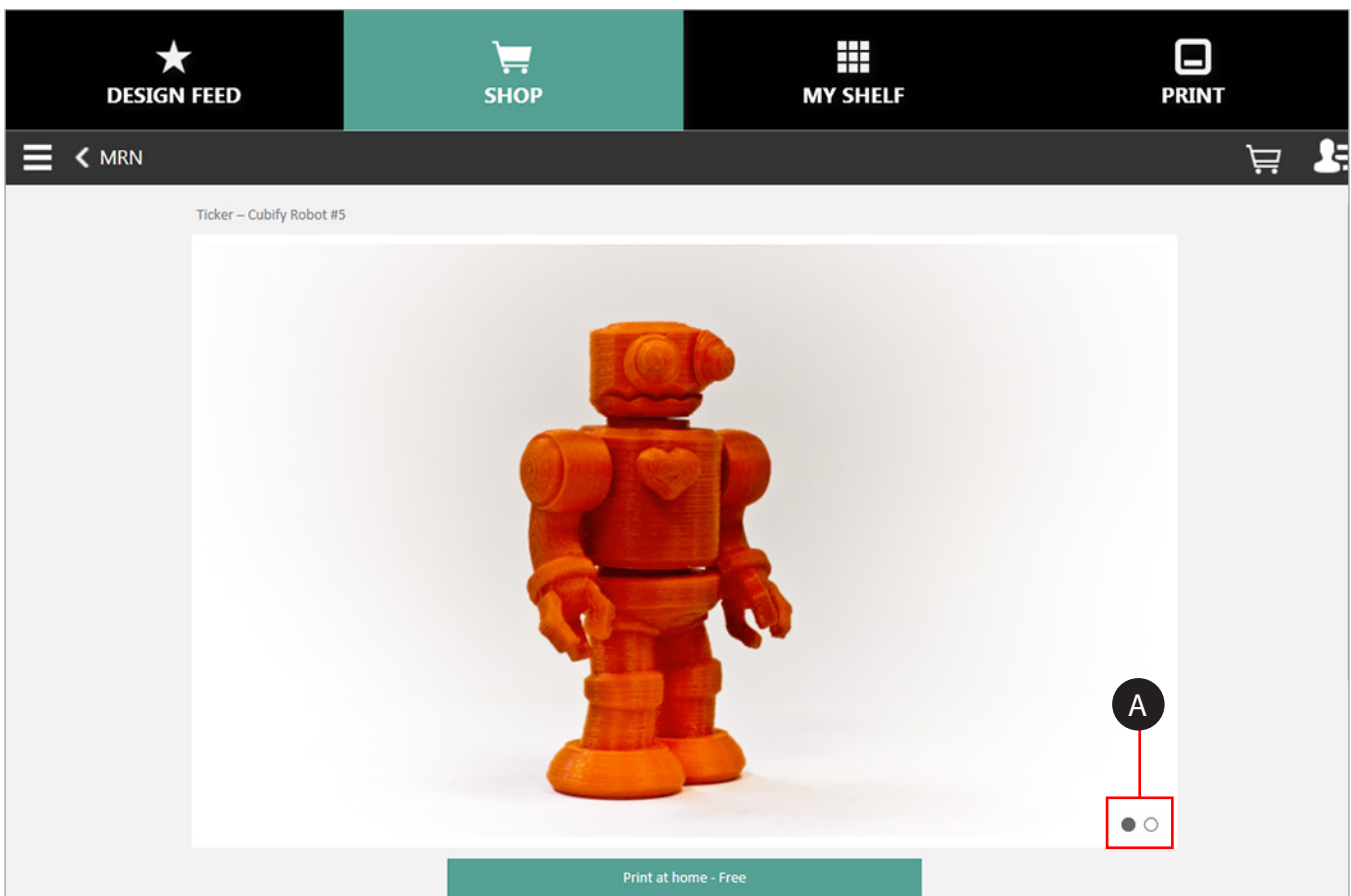 DESIGN FEED
SHOP
MY SHELF
PRINT
MRN
Ticker – Cubify Robot #5
A
Print at home - Free